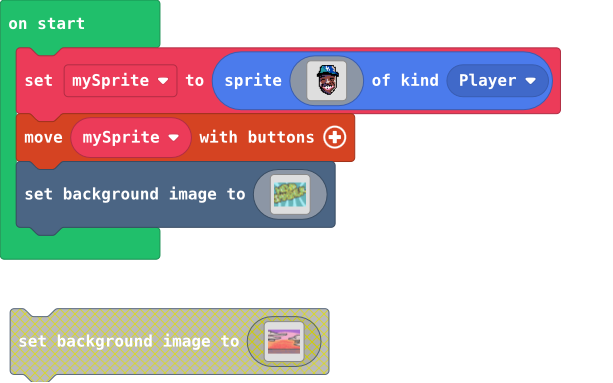 on start
set mySprite to sprite of kind Player
move mySprite with buttons
set background image to
set background image to